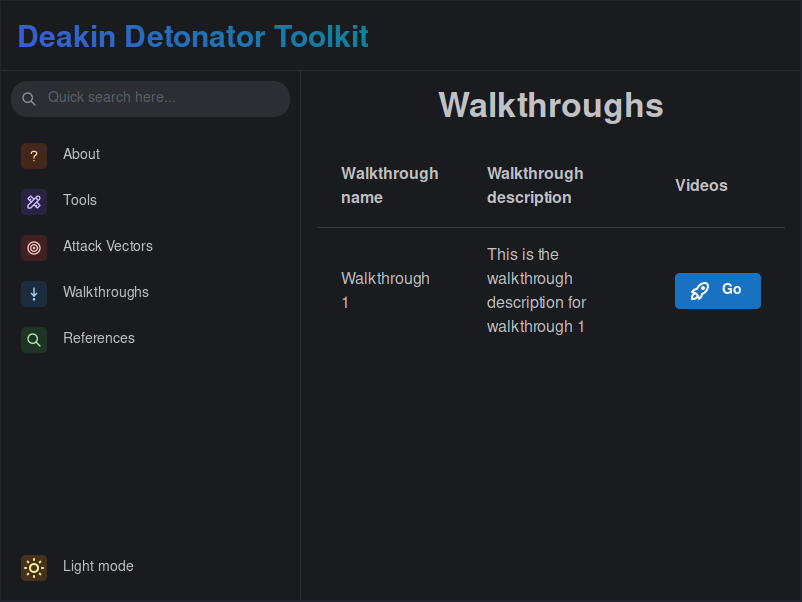 Deakin Detonator Toolkit
Quick search here...
? About
Tools
Attack Vectors
Walkthroughs
References
Light mode
Walkthroughs
Walkthrough
name
Walkthrough
description
Videos
Walkthrough
1
This is the
walkthrough
description for
walkthrough 1
Go